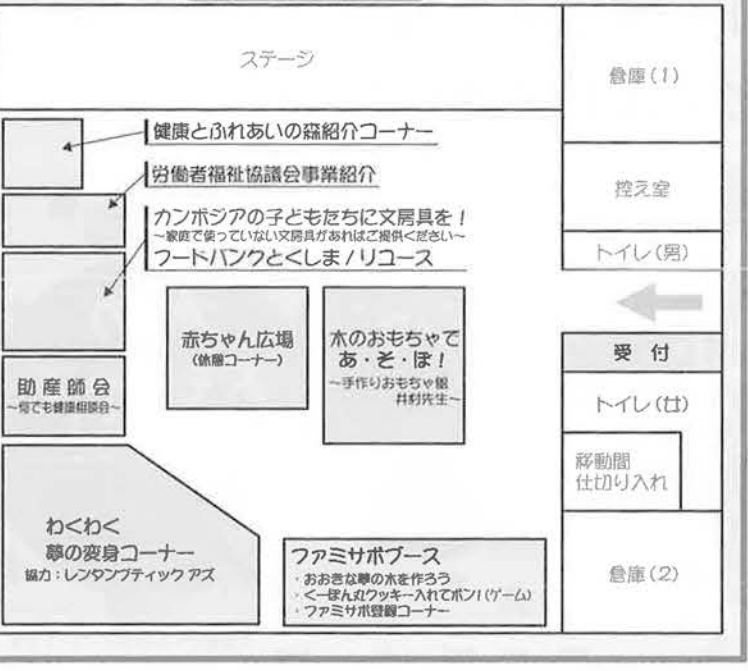 ステージ
倉庫(1)
健康とふれあいの森紹介コーナー
労働者福祉協議会事業紹介
控え室
カンボジアの子どもたちに文房具を！
～家庭で使っていない文房具があればご提供ください～
フードバンクとくしま / リユース
トイレ(男)
赤ちゃん広場
(休憩コーナー)
木のおもちゃで
あ・そ・ぼ！
～手作りおもちゃ館
井村先生～
受 付
助産師会
～何でも健康相談会～
トイレ(女)
移動間
仕切り入れ
わくわく
夢の変身コーナー
協力：レンタンブティック アズ
ファミサポブース
・おおきな夢の木を作ろう
・くーぽん丸クッキー入れてポン！(ゲーム)
・ファミサポ登録コーナー
倉庫(2)